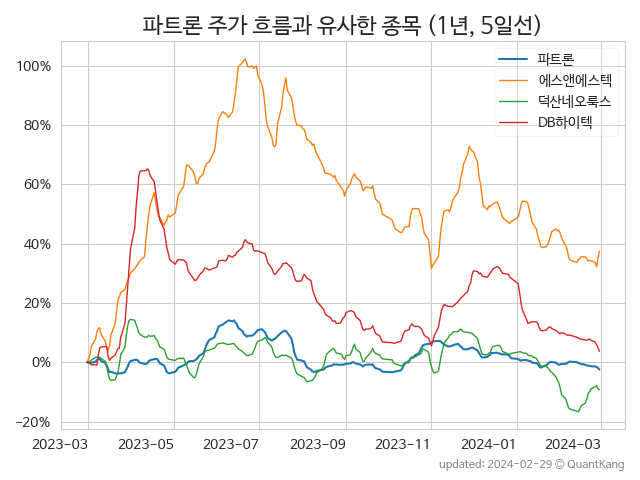 파트론 주가 흐름과 유사한 종목 (1년, 5일선)
파트론
에스앤에스텍
덕산네오룩스
DB하이텍
100%
80%
60%
40%
20%
0%
−20%
2023-03
2023-05
2023-07
2023-09
2023-11
2024-01
2024-03
updated: 2024-02-29 © QuantKang